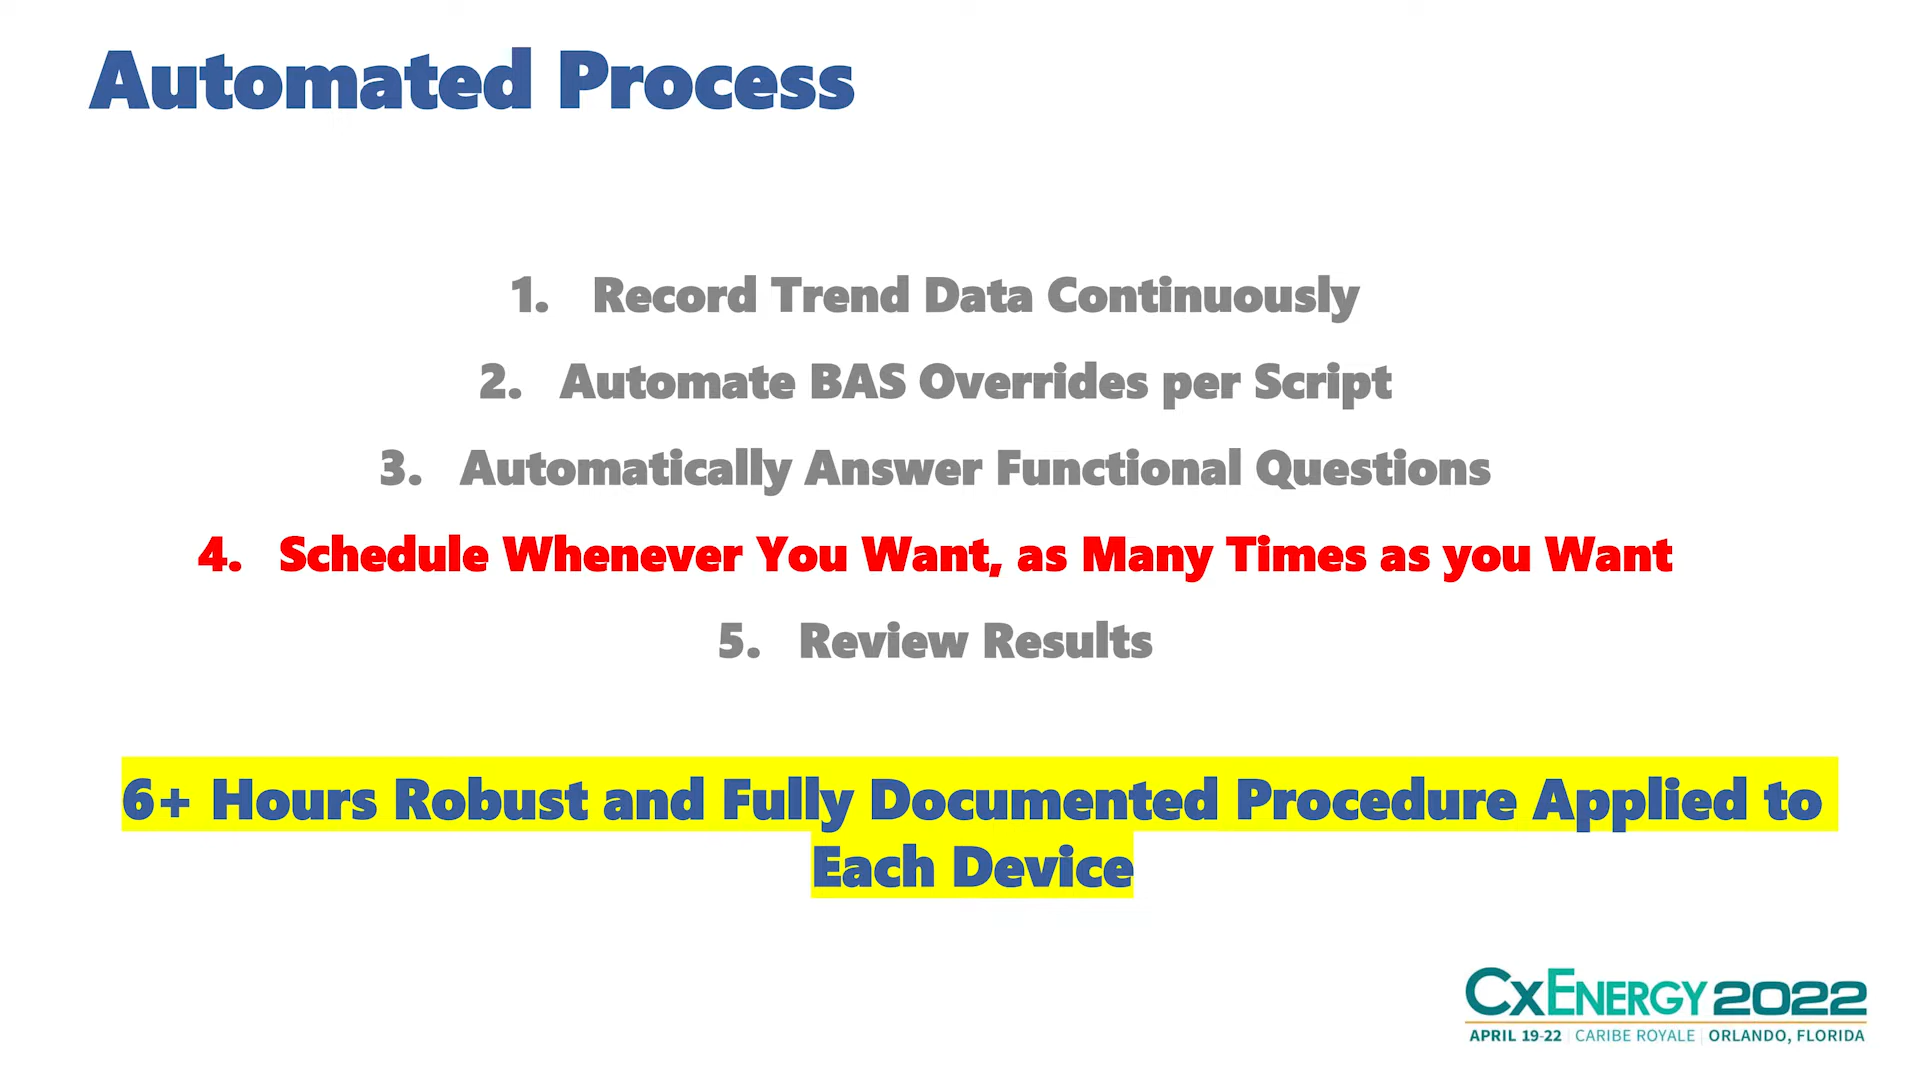 Automated Process
1. Record Trend Data Continuously
2. Automate BAS Overrides per Script
3. Automatically Answer Functional Questions
4. Schedule Whenever You Want, as Many Times as you Want
5. Review Results
6+ Hours Robust and Fully Documented Procedure Applied to
Each Device
CxEnergy 2022
APRIL 19-22 | CARIBE ROYALE | ORLANDO, FLORIDA